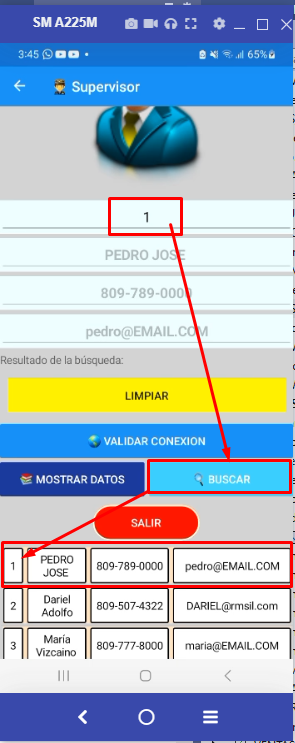 SM A225M
3:45
65%
Supervisor
1
PEDRO JOSE
809-789-0000
pedro@EMAIL.COM
Resultado de la búsqueda:
LIMPIAR
VALIDAR CONEXION
MOSTRAR DATOS
BUSCAR
SALIR
1 PEDRO JOSE 809-789-0000 pedro@EMAIL.COM
2 Dariel Adolfo 809-507-4322 DARIEL@rmsil.com
3 María Vizcaino 809-777-8000 maria@EMAIL.COM